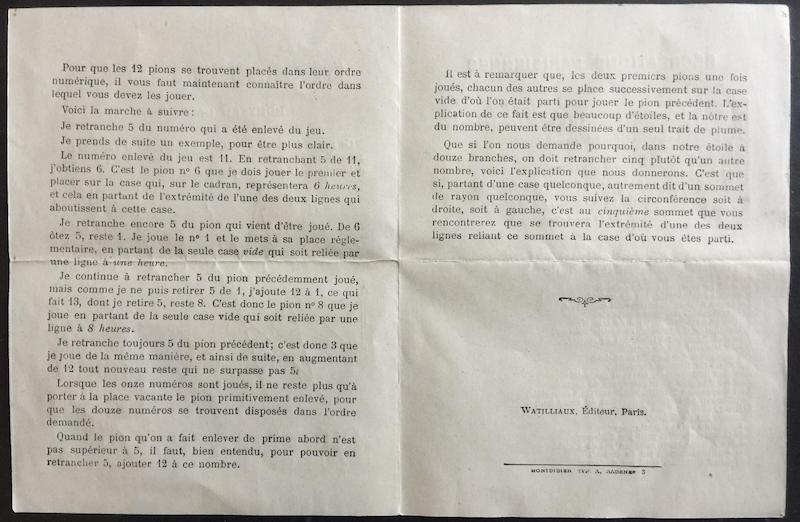 Pour que les 12 pions se trouvent placés dans leur ordre
numérique, il vous faut maintenant connaître l'ordre dans
lequel vous devez les jouer.
Voici la marche à suivre :
Je retranche 5 du numéro qui a été enlevé du jeu.
Je prends de suite un exemple, pour être plus clair.
Le numéro enlevé du jeu est 11. En retranchant 5 de 11,
j'obtiens 6. C'est le pion nº 6 que je dois jouer le premier et
placer sur la case qui, sur le cadran, représentera 6 heures,
et cela en partant de l'extrémité de l'une des deux lignes qui
aboutissent à cette case.
Je retranche encore 5 du pion qui vient d'être joué. De 6
ôtez 5, reste 1. Je joue le nº 1 et le mets à sa place régle-
mentaire, en partant de la seule case vide qui soit reliée par
une ligne à une heure.
Je continue à retrancher 5 du pion précédemment joué,
mais comme je ne puis retirer 5 de 1, j'ajoute 12 à 1, ce qui
fait 13, dont je retire 5, reste 8. C'est donc le pion nº 8 que je
joue en partant de la seule case vide qui soit reliée par une
ligne à 8 heures.
Je retranche toujours 5 du pion précédent ; c'est donc 3 que
je joue de la même manière, et ainsi de suite, en augmentant
de 12 tout nouveau reste qui ne surpasse pas 5.
Lorsque les onze numéros sont joués, il ne reste plus qu'à
porter à la place vacante le pion primitivement enlevé, pour
que les douze numéros se trouvent disposés dans l'ordre
demandé.
Quand le pion qu'on a fait enlever de prime abord n'est
pas supérieur à 5, il faut, bien entendu, pour pouvoir en
retrancher 5, ajouter 12 à ce nombre.
Il est à remarquer que, les deux premiers pions une fois
joués, chacun des autres se place successivement sur la case
vide d'où l'on était parti pour jouer le pion précédent. L'ex-
plication de ce fait est que beaucoup d'étoiles, et la nôtre est
du nombre, peuvent être dessinées d'un seul trait de plume.
Que si l'on nous demande pourquoi, dans notre étoile à
douze branches, on doit retrancher cinq plutôt qu'un autre
nombre, voici l'explication que nous donnerons. C'est que
si, partant d'une case quelconque, autrement dit d'un sommet
de rayon quelconque, vous suivez la circonférence soit à
droite, soit à gauche, c'est au cinquième sommet que vous
rencontrerez que se trouvera l'extrémité d'une des deux
lignes reliant ce sommet à la case d'où vous êtes parti.
WATILLIAUX, Éditeur, Paris.
MONTDIDIER TYP. A. 3